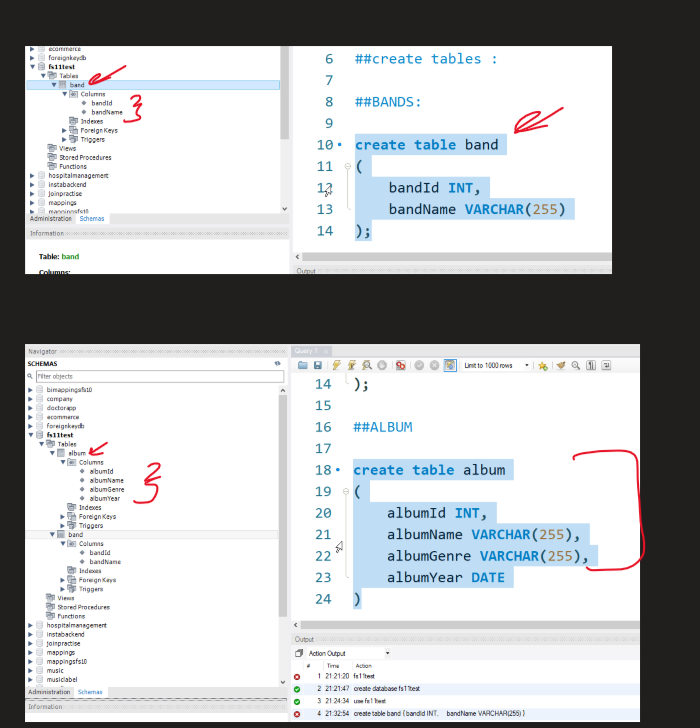 ecommerce
foreignkeydb
fs11test
Tables
band
Columns
bandId
bandName
Indexes
Foreign Keys
Triggers
Views
Stored Procedures
Functions
hospitalmanagement
instabackend
joinpractise
mappings
mappingsfs10
Administration Schemas
Information
Table: band
Columns:
6 ##create tables :
7
8 ##BANDS:
9
10 create table band
11 (
12 bandId INT,
13 bandName VARCHAR(255)
14 );
Output
Navigator
SCHEMAS
Filter objects
bimappingsfs10
company
doctorapp
ecommerce
foreignkeydb
fs11test
Tables
album
Columns
albumId
albumName
albumGenre
albumYear
Indexes
Foreign Keys
Triggers
band
Columns
bandId
bandName
Indexes
Foreign Keys
Triggers
Views
Stored Procedures
Functions
hospitalmanagement
instabackend
joinpractise
mappings
mappingsfs10
music
musiclabel
Administration Schemas
Information
Query 1
Limit to 1000 rows
14 );
15
16 ##ALBUM
17
18 create table album
19 (
20 albumId INT,
21 albumName VARCHAR(255),
22 albumGenre VARCHAR(255),
23 albumYear DATE
24 )
Output
Action Output
# Time Action
1 21:21:20 fs11test
2 21:21:47 create database fs11test
3 21:24:34 use fs11test
4 21:32:54 create table band ( bandId INT, bandName VARCHAR(255) )